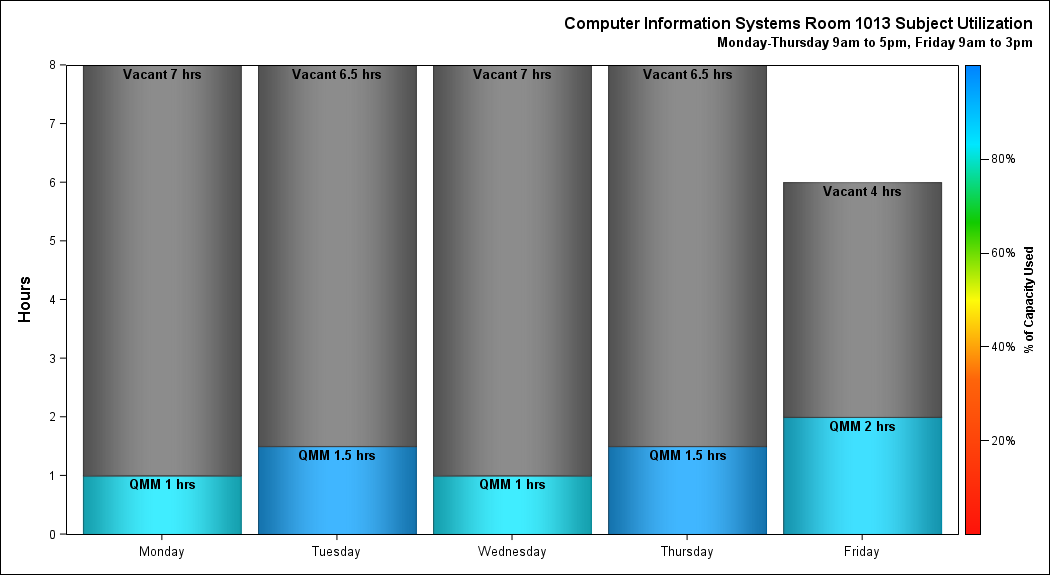 Computer Information Systems Room 1013 Subject Utilization
Monday-Thursday 9am to 5pm, Friday 9am to 3pm
Hours
8
7
6
5
4
3
2
1
0
Vacant 7 hrs
QMM 1 hrs
Vacant 6.5 hrs
QMM 1.5 hrs
Vacant 7 hrs
QMM 1 hrs
Vacant 6.5 hrs
QMM 1.5 hrs
Vacant 4 hrs
QMM 2 hrs
Monday
Tuesday
Wednesday
Thursday
Friday
80%
60%
40%
20%
% of Capacity Used